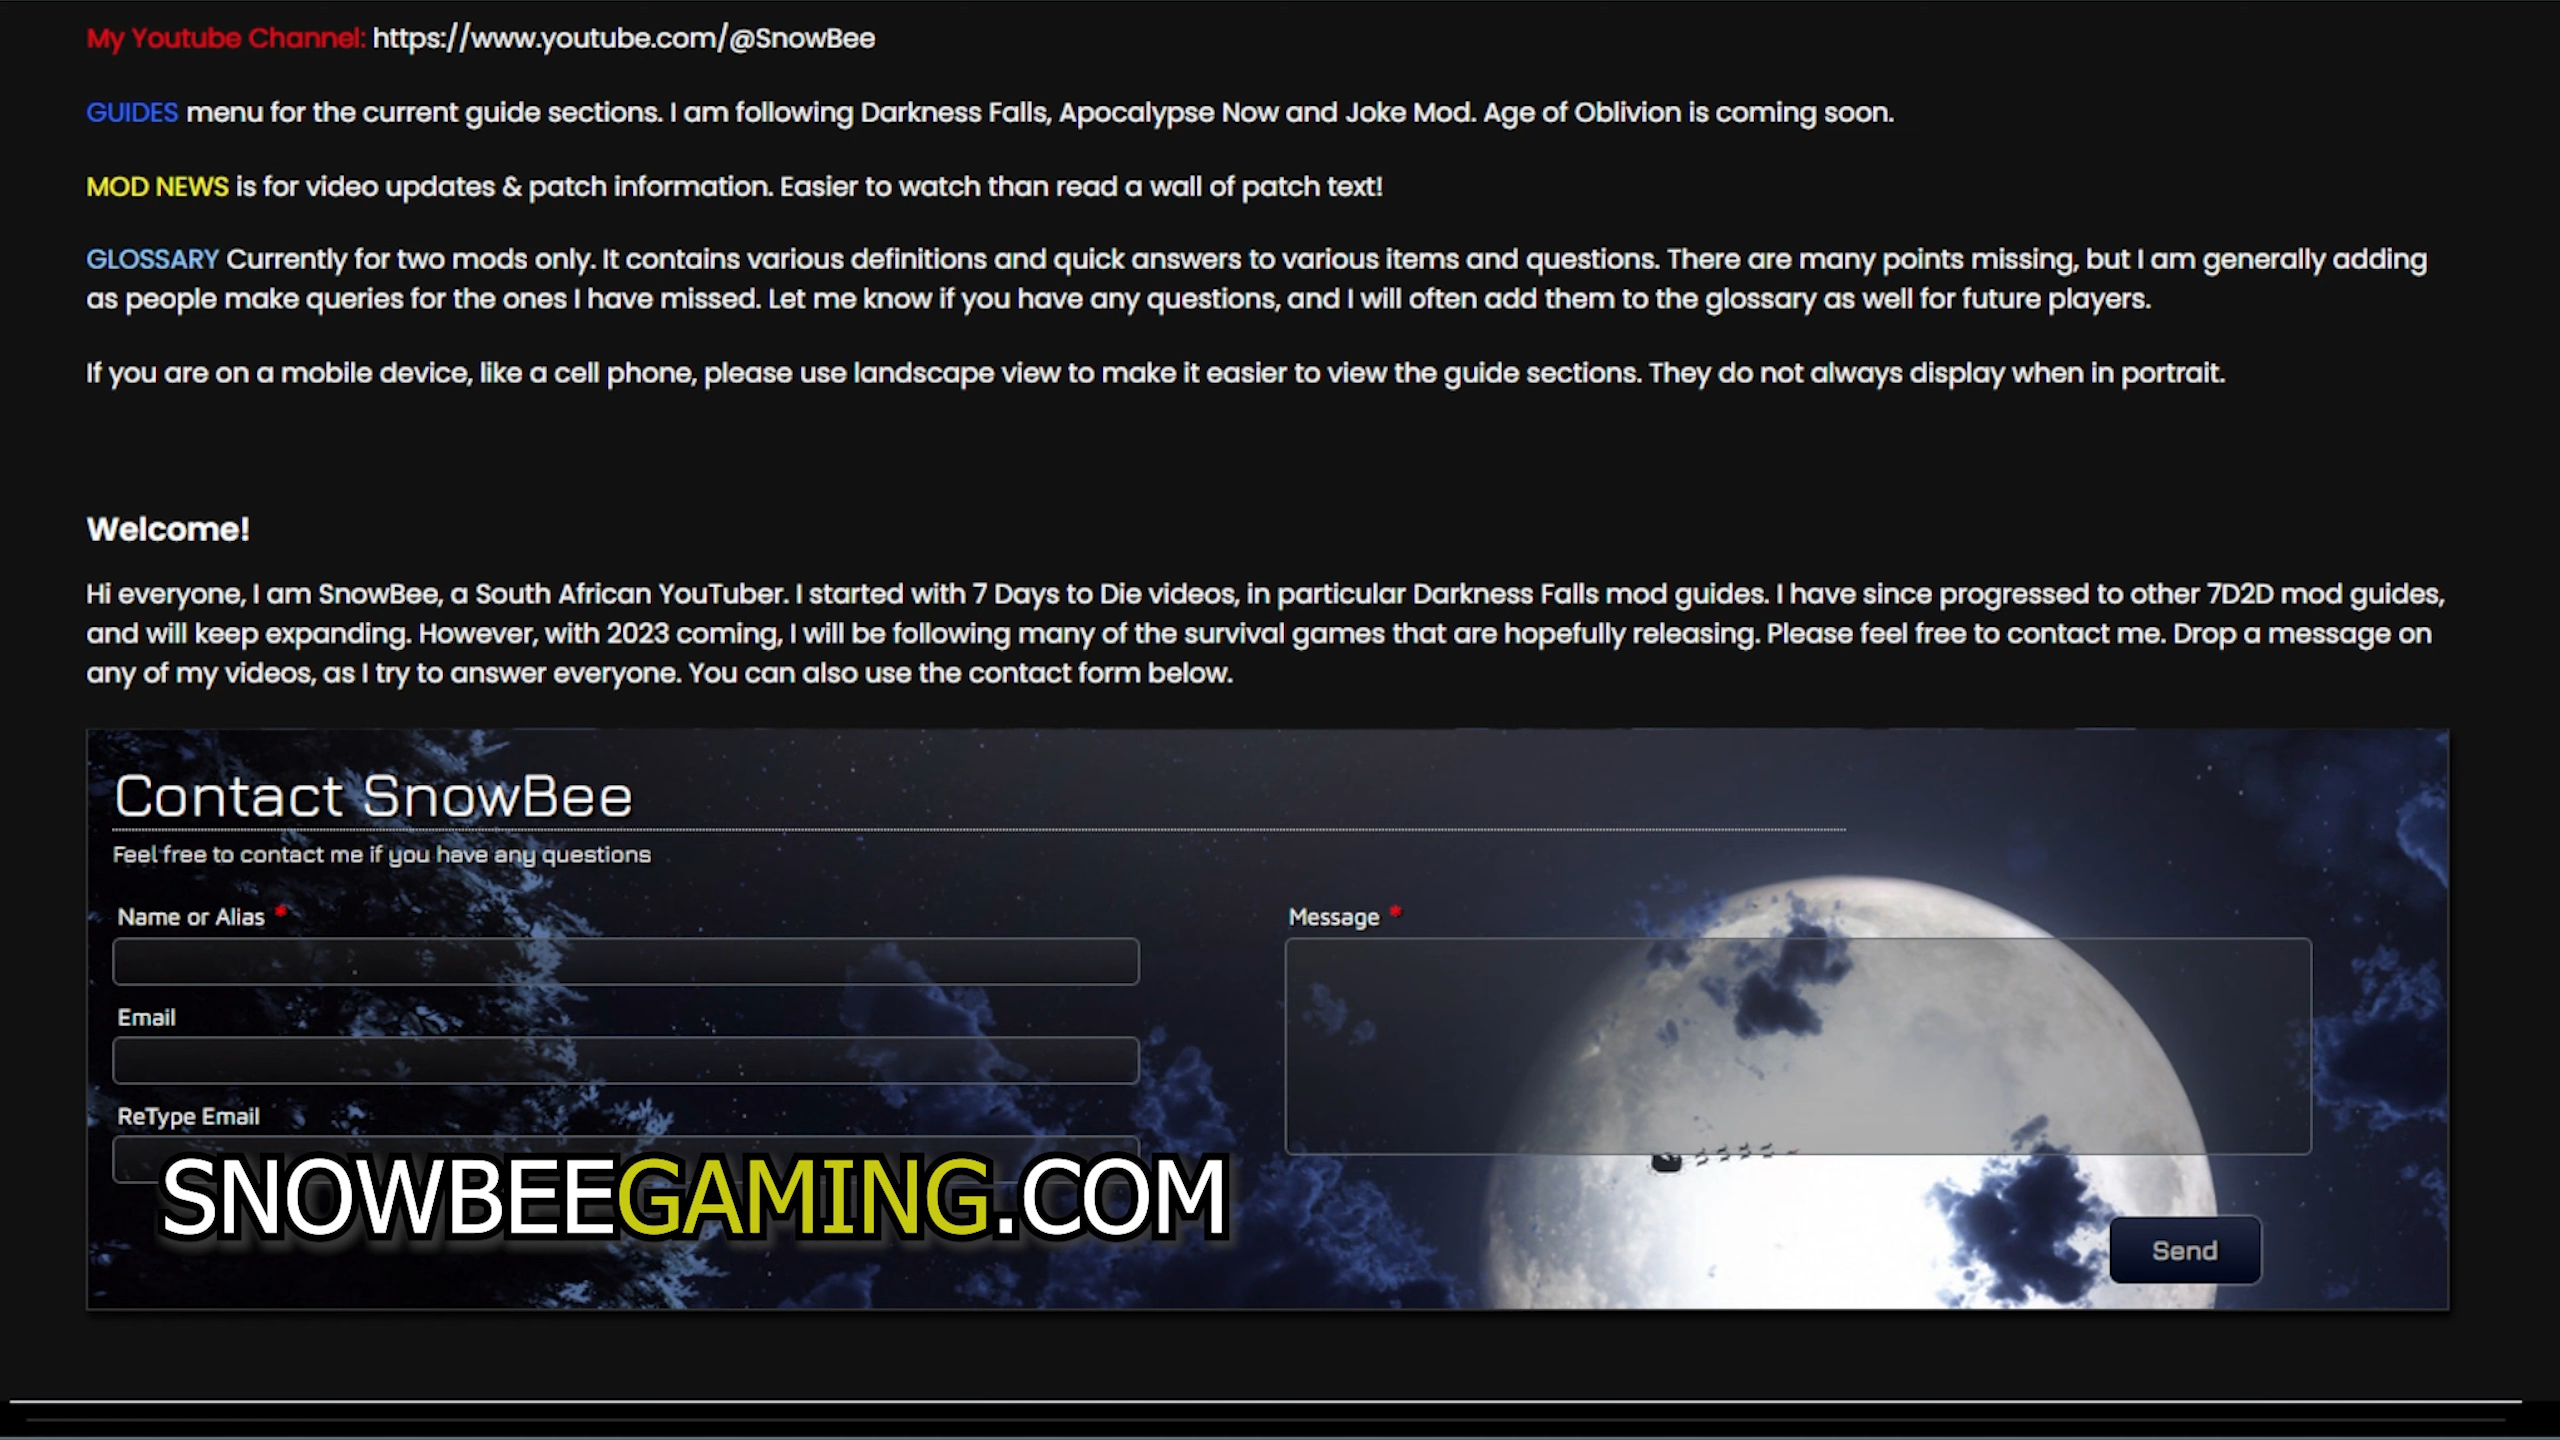 My Youtube Channel: https://www.youtube.com/@SnowBee
GUIDES menu for the current guide sections. I am following Darkness Falls, Apocalypse Now and Joke Mod. Age of Oblivion is coming soon.
MOD NEWS is for video updates & patch information. Easier to watch than read a wall of patch text!
GLOSSARY Currently for two mods only. It contains various definitions and quick answers to various items and questions. There are many points missing, but I am generally adding
as people make queries for the ones I have missed. Let me know if you have any questions, and I will often add them to the glossary as well for future players.
If you are on a mobile device, like a cell phone, please use landscape view to make it easier to view the guide sections. They do not always display when in portrait.
Welcome!
Hi everyone, I am SnowBee, a South African YouTuber. I started with 7 Days to Die videos, in particular Darkness Falls mod guides. I have since progressed to other 7D2D mod guides,
and will keep expanding. However, with 2023 coming, I will be following many of the survival games that are hopefully releasing. Please feel free to contact me. Drop a message on
any of my videos, as I try to answer everyone. You can also use the contact form below.
Contact SnowBee
Feel free to contact me if you have any questions
Name or Alias *
Message *
Email
ReType Email
SNOWBEEGAMING.COM
Send